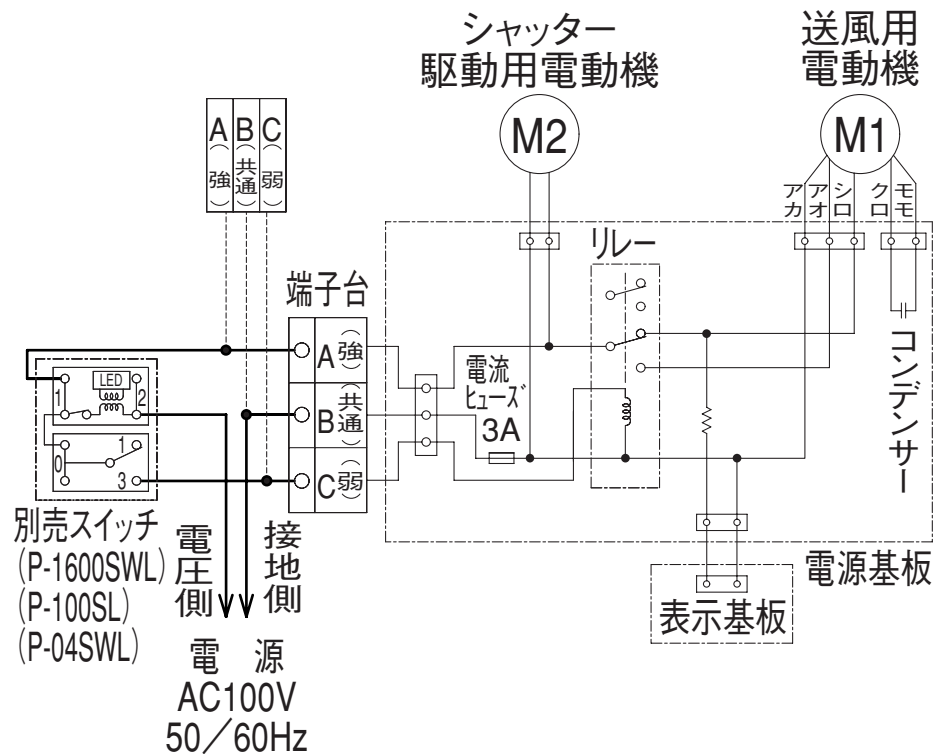 シャッター
駆動用電動機
送風用
電動機
M2
M1
A(強)
B(共通)
C(弱)
アカ
アオ
シロ
クロ
モモ
リレー
端子台
A(強)
B(共通)
C(弱)
電流
ヒューズ
3A
コンデンサー
LED
1
2
0
1
3
別売スイッチ
(P-1600SWL)
(P-100SL)
(P-04SWL)
電圧側
接地側
電源
AC100V
50/60Hz
電源基板
表示基板